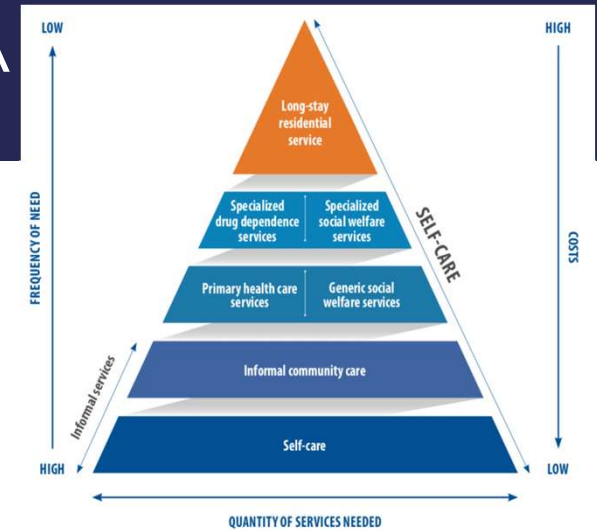 A
LOW
HIGH
Long-stay
residential
service
Specialized
drug dependence
services
Specialized
social welfare
services
SELF-CARE
FREQUENCY OF NEED
COSTS
Primary health care
services
Generic social
welfare services
Informal services
Informal community care
Self-care
HIGH
LOW
QUANTITY OF SERVICES NEEDED